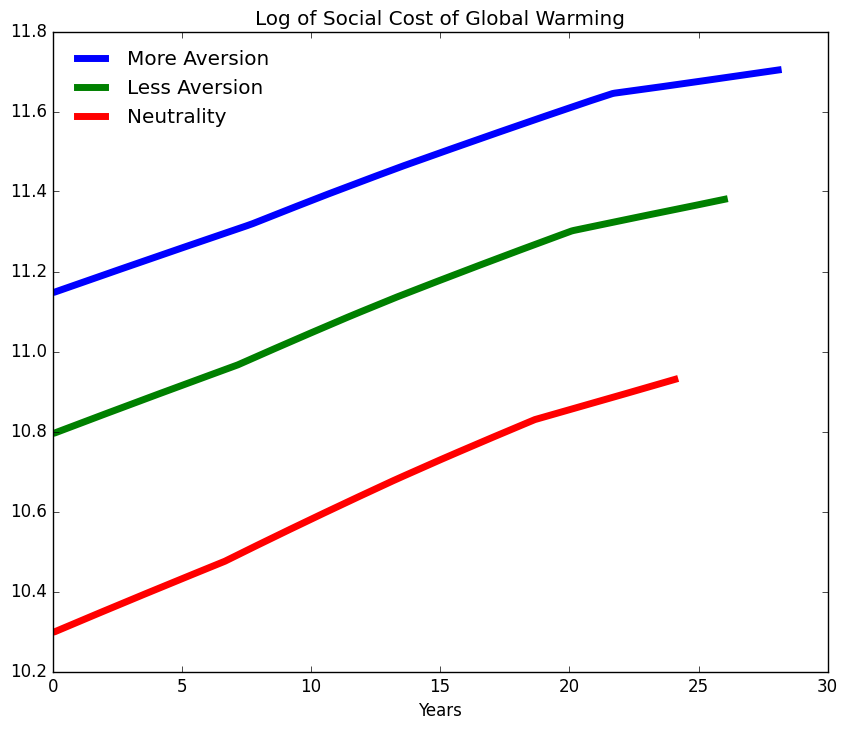 Log of Social Cost of Global Warming
11.8
11.6
11.4
11.2
11.0
10.8
10.6
10.4
10.2
More Aversion
Less Aversion
Neutrality
0 5 10 15 20 25 30
Years